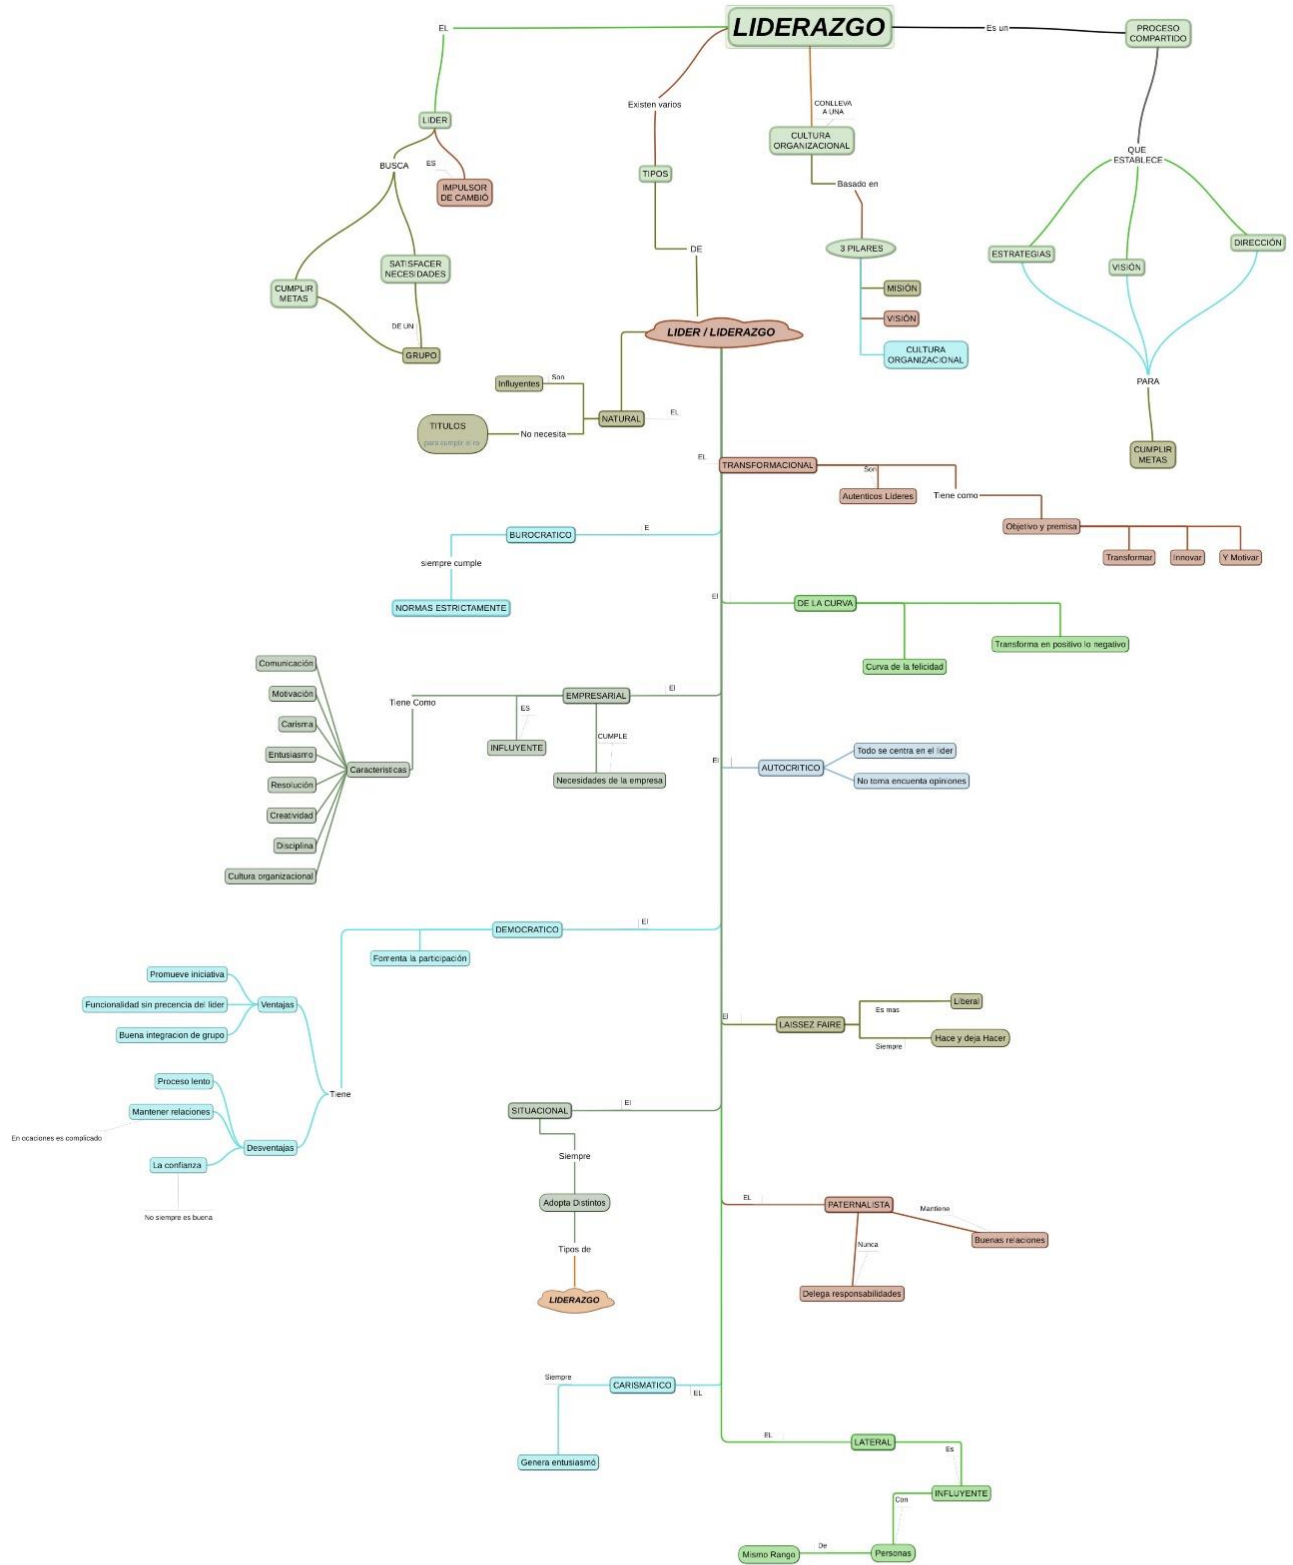 LIDERAZGO
EL
Es un
PROCESO
COMPARTIDO
Existen varios
CONLLEVA
A UNA
LIDER
CULTURA
ORGANIZACIONAL
BUSCA
ES
IMPULSOR
DE CAMBIÓ
TIPOS
Basado en
QUE
ESTABLECE
DE
3 PILARES
ESTRATEGIAS
VISIÓN
DIRECCIÓN
SATISFACER
NECESIDADES
CUMPLIR
METAS
MISIÓN
VISIÓN
CULTURA
ORGANIZACIONAL
DE UN
GRUPO
LIDER / LIDERAZGO
PARA
CUMPLIR
METAS
Influyentes
Son
NATURAL
EL
TITULOS
para cumplir el ro
No necesita
EL
TRANSFORMACIONAL
Son
Autenticos Lideres
Tiene como
Objetivo y premisa
Transformar
Innovar
Y Motivar
BUROCRATICO
E
siempre cumple
NORMAS ESTRICTAMENTE
El
DE LA CURVA
Transforma en positivo lo negativo
Curva de la felicidad
Comunicación
Motivación
Carisma
Entusiasmo
Resolución
Creatividad
Disciplina
Cultura organizacional
Caracteristicas
Tiene Como
ES
INFLUYENTE
EMPRESARIAL
El
CUMPLE
Necesidades de la empresa
El
AUTOCRITICO
Todo se centra en el lider
No toma encuenta opiniones
DEMOCRATICO
El
Fomenta la participación
Promueve iniciativa
Funcionalidad sin precencia del lider
Buena integracion de grupo
Ventajas
Tiene
Proceso lento
Mantener relaciones
En ocaciones es complicado
La confianza
No siempre es buena
Desventajas
El
LAISSEZ FAIRE
Es mas
Liberal
Siempre
Hace y deja Hacer
SITUACIONAL
El
Siempre
Adopta Distintos
Tipos de
LIDERAZGO
EL
PATERNALISTA
Mantiene
Buenas relaciones
Nunca
Delega responsabilidades
Siempre
CARISMATICO
EL
Genera entusiasmó
EL
LATERAL
Es
INFLUYENTE
Con
Personas
De
Mismo Rango